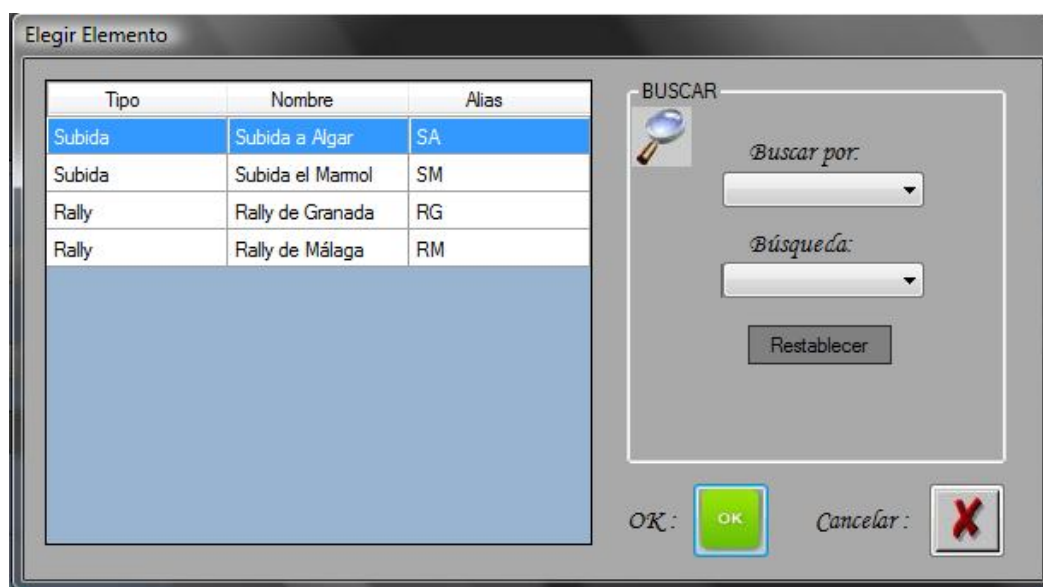 Elegir Elemento
Tipo Nombre Alias
Subida Subida a Algar SA
Subida Subida el Marmol SM
Rally Rally de Granada RG
Rally Rally de Málaga RM
BUSCAR
Buscar por:
Búsqueda:
Restablecer
OK : OK Cancelar :